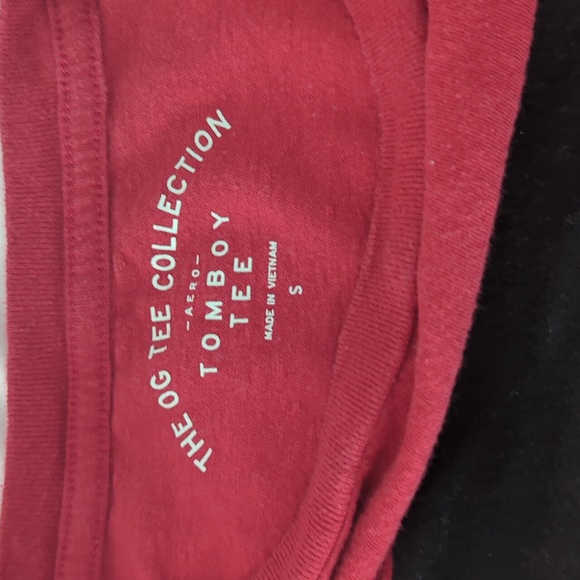 THE OG TEE COLLECTION
-AERO-
TOMBOY
TEE
MADE IN VIETNAM
S